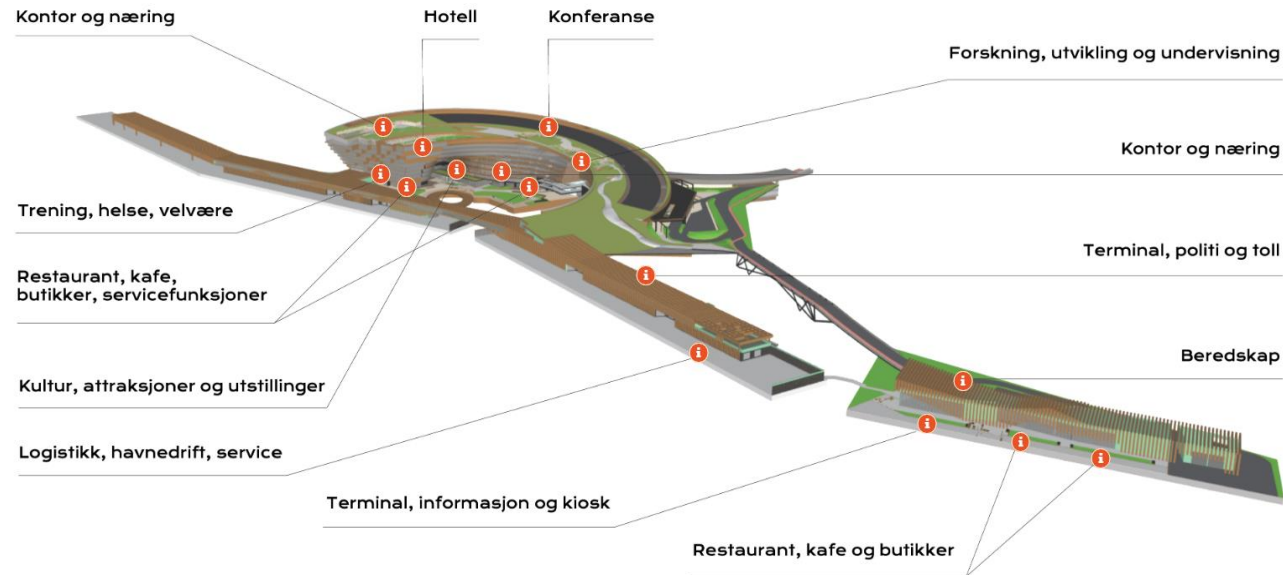 Kontor og næring
Hotell
Konferanse
Forskning, utvikling og undervisning
Kontor og næring
Trening, helse, velvære
Terminal, politi og toll
Restaurant, kafe,
butikker, servicefunksjoner
Beredskap
Kultur, attraksjoner og utstillinger
Logistikk, havnedrift, service
Terminal, informasjon og kiosk
Restaurant, kafe og butikker